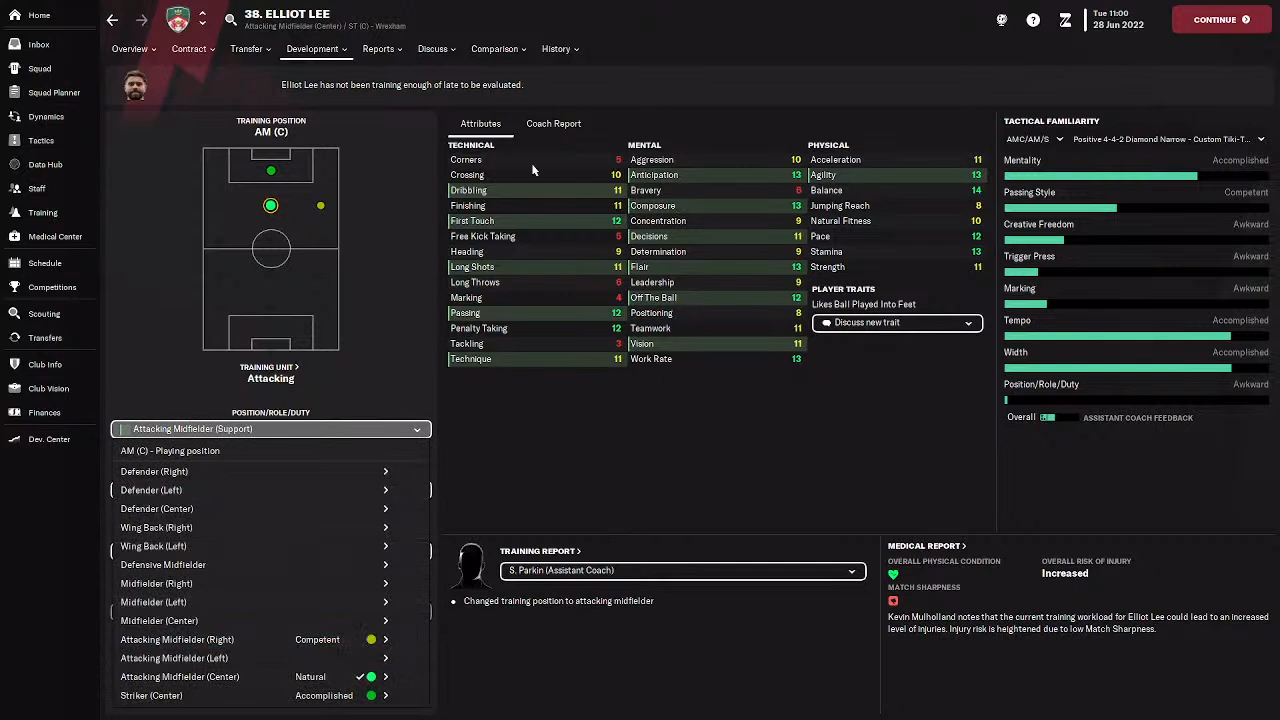 Home
Inbox
Squad
Squad Planner
Dynamics
Tactics
Data Hub
Staff
Training
Medical Center
Schedule
Competitions
Scouting
Transfers
Club Info
Club Vision
Finances
Dev. Center
38. ELLIOT LEE
Attacking Midfielder (Center) / ST (C) - Wrexham
Tue 11:00
28 Jun 2022
CONTINUE
Overview Contract Transfer Development Reports Discuss Comparison History
Elliot Lee has not been training enough of late to be evaluated.
TRAINING POSITION
AM (C)
TRAINING UNIT >
Attacking
POSITION/ROLE/DUTY
Attacking Midfielder (Support)
AM (C) - Playing position
Defender (Right)
Defender (Left)
Defender (Center)
Wing Back (Right)
Wing Back (Left)
Defensive Midfielder
Midfielder (Right)
Midfielder (Left)
Midfielder (Center)
Attacking Midfielder (Right) Competent
Attacking Midfielder (Left)
Attacking Midfielder (Center) Natural
Striker (Center) Accomplished
Attributes Coach Report
TECHNICAL
Corners 5
Crossing 10
Dribbling 11
Finishing 11
First Touch 12
Free Kick Taking 5
Heading 9
Long Shots 11
Long Throws 6
Marking 4
Passing 12
Penalty Taking 12
Tackling 3
Technique 11
MENTAL
Aggression 10
Anticipation 13
Bravery 6
Composure 13
Concentration 9
Decisions 11
Determination 9
Flair 13
Leadership 9
Off The Ball 12
Positioning 8
Teamwork 11
Vision 11
Work Rate 13
PHYSICAL
Acceleration 11
Agility 13
Balance 14
Jumping Reach 8
Natural Fitness 10
Pace 12
Stamina 13
Strength 11
PLAYER TRAITS
Likes Ball Played Into Feet
Discuss new trait
TACTICAL FAMILIARITY
AMC/AM/S Positive 4-4-2 Diamond Narrow - Custom Tiki-T...
Mentality Accomplished
Passing Style Competent
Creative Freedom Awkward
Trigger Press Awkward
Marking Awkward
Tempo Accomplished
Width Accomplished
Position/Role/Duty Awkward
Overall ASSISTANT COACH FEEDBACK
TRAINING REPORT >
S. Parkin (Assistant Coach)
• Changed training position to attacking midfielder
MEDICAL REPORT >
OVERALL PHYSICAL CONDITION
OVERALL RISK OF INJURY
Increased
MATCH SHARPNESS
Kevin Mulholland notes that the current training workload for Elliot Lee could lead to an increased
level of injuries. Injury risk is heightened due to low Match Sharpness.